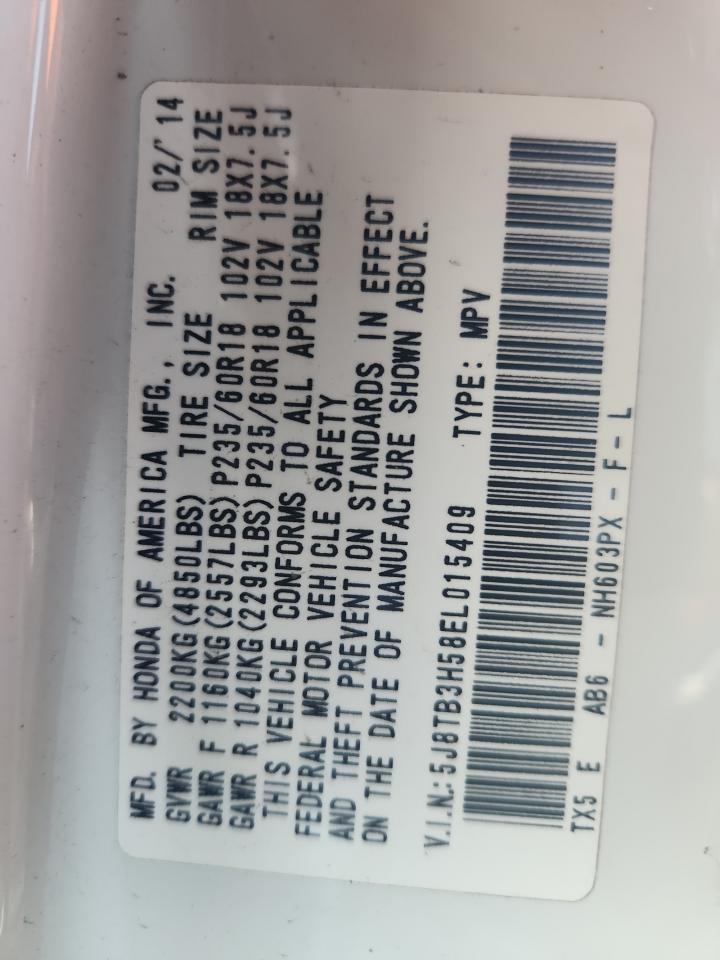 MFD. BY HONDA OF AMERICA MFG., INC. 02/'14
GVWR 2200KG(4850LBS) TIRE SIZE RIM SIZE
GAWR F 1160KG(2557LBS)P235/60R18 102V 18X7.5J
GAWR R 1040KG(2293LBS)P235/60R18 102V 18X7.5J
THIS VEHICLE CONFORMS TO ALL APPLICABLE
FEDERAL MOTOR VEHICLE SAFETY
AND THEFT PREVENTION STANDARDS IN EFFECT
ON THE DATE OF MANUFACTURE SHOWN ABOVE.
V.I.N.: 5J8TB3H58EL015409 TYPE: MPV
TX5 E AB6 - NH603PX - F - L